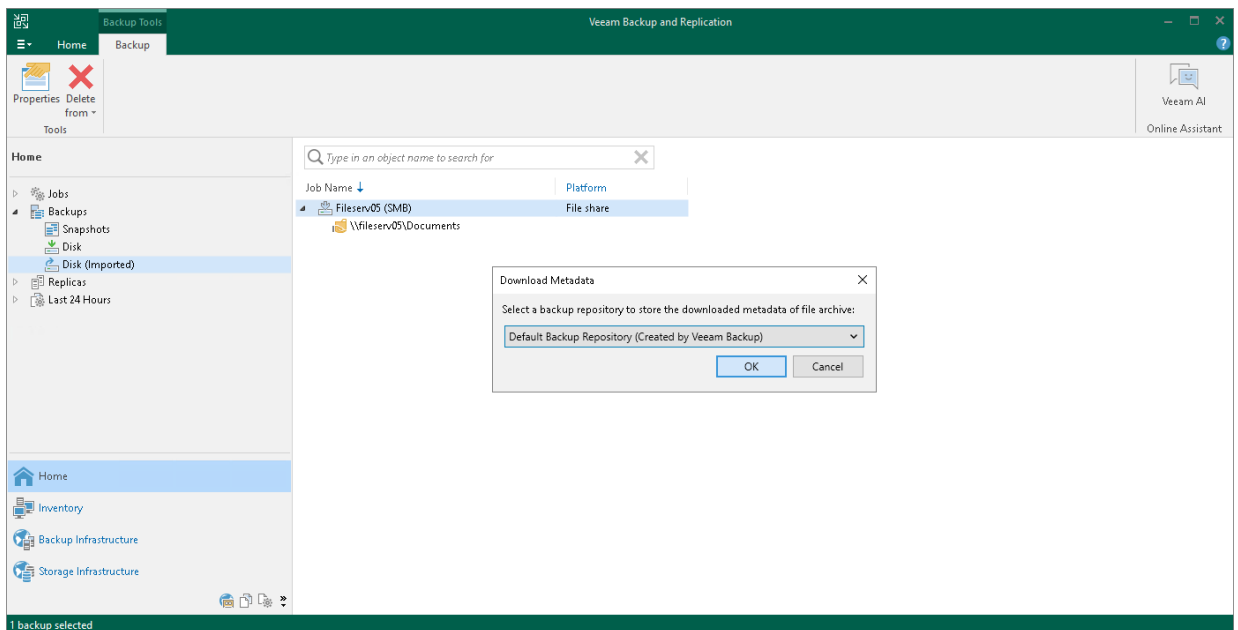 Backup Tools
Veeam Backup and Replication
Home
Backup
Properties
Delete
from
Tools
Veeam AI
Online Assistant
Home
Type in an object name to search for
Jobs
Backups
Snapshots
Disk
Disk (Imported)
Replicas
Last 24 Hours
Job Name
Platform
Fileserv05 (SMB)
File share
\\fileserv05\Documents
Download Metadata
Select a backup repository to store the downloaded metadata of file archive:
Default Backup Repository (Created by Veeam Backup)
OK
Cancel
Home
Inventory
Backup Infrastructure
Storage Infrastructure
1 backup selected